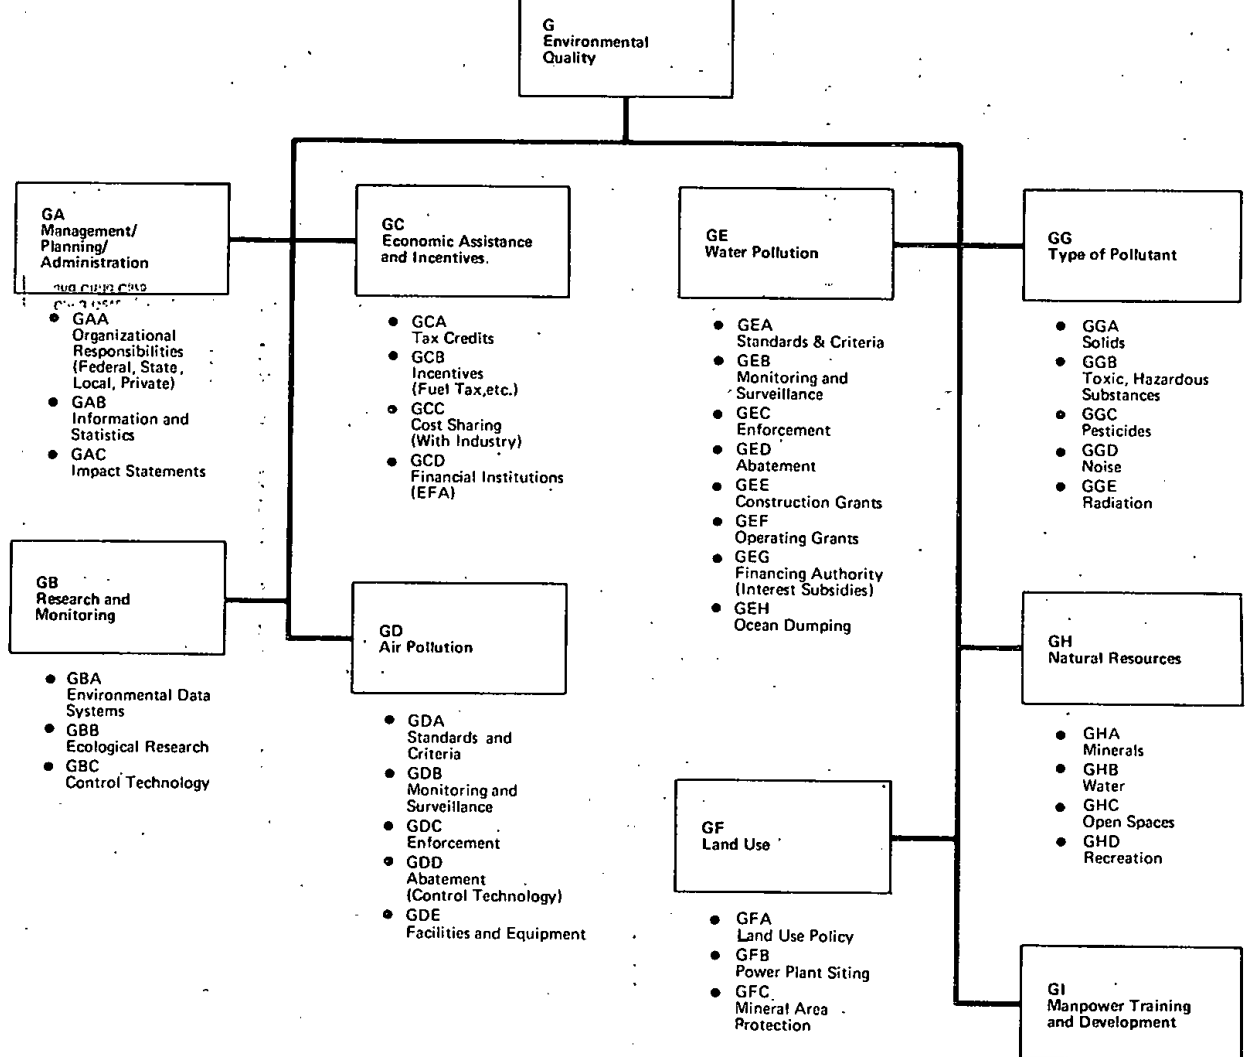 G
Environmental
Quality
GA
Management/
Planning/
Administration
GAA
Organizational
Responsibilities
(Federal, State,
Local, Private)
GAB
Information and
Statistics
GAC
Impact Statements
GC
Economic Assistance
and Incentives.
GCA
Tax Credits
GCB
Incentives
(Fuel Tax,etc.)
GCC
Cost Sharing
(With Industry)
GCD
Financial Institutions
(EFA)
GE
Water Pollution
GEA
Standards & Criteria
GEB
Monitoring and
Surveillance
GEC
Enforcement
GED
Abatement
GEE
Construction Grants
GEF
Operating Grants
GEG
Financing Authority
(Interest Subsidies)
GEH
Ocean Dumping
GG
Type of Pollutant
GGA
Solids
GGB
Toxic, Hazardous
Substances
GGC
Pesticides
GGD
Noise
GGE
Radiation
GB
Research and
Monitoring
GBA
Environmental Data
Systems
GBB
Ecological Research
GBC
Control Technology
GD
Air Pollution
GDA
Standards and
Criteria
GDB
Monitoring and
Surveillance
GDC
Enforcement
GDD
Abatement
(Control Technology)
GDE
Facilities and Equipment
GF
Land Use
GFA
Land Use Policy
GFB
Power Plant Siting
GFC
Mineral Area
Protection
GH
Natural Resources
GHA
Minerals
GHB
Water
GHC
Open Spaces
GHD
Recreation
GI
Manpower Training
and Development